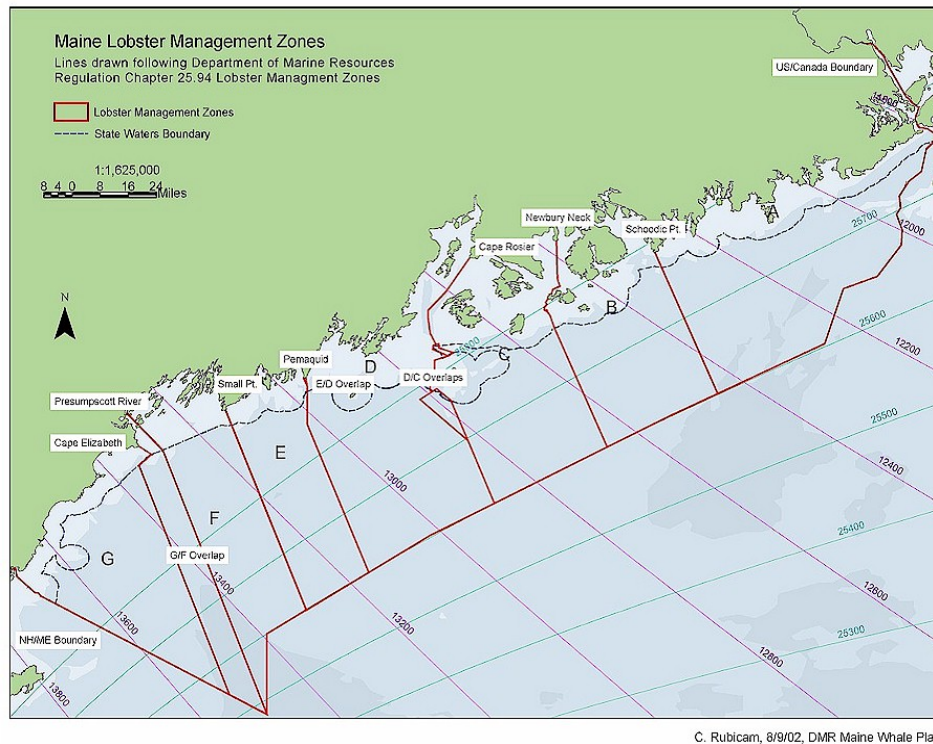 Maine Lobster Management Zones
Lines drawn following Department of Marine Resources
Regulation Chapter 25.94 Lobster Managment Zones
Lobster Management Zones
State Waters Boundary
1:1,625,000
8 4 0 8 16 24
Miles
N
US/Canada Boundary
A
25700
12000
Newbury Neck
Schoodic Pt.
Cape Rosier
B
25600
12200
C
Pemaquid
D
E/D Overlap
D/C Overlaps
Small Pt.
Presumpscott River
Cape Elizabeth
25500
E
13000
12400
F
25400
G
G/F Overlap
13400
12600
13600
13200
25300
NH/ME Boundary
12800
13800
C. Rubicam, 8/9/02, DMR Maine Whale Pla